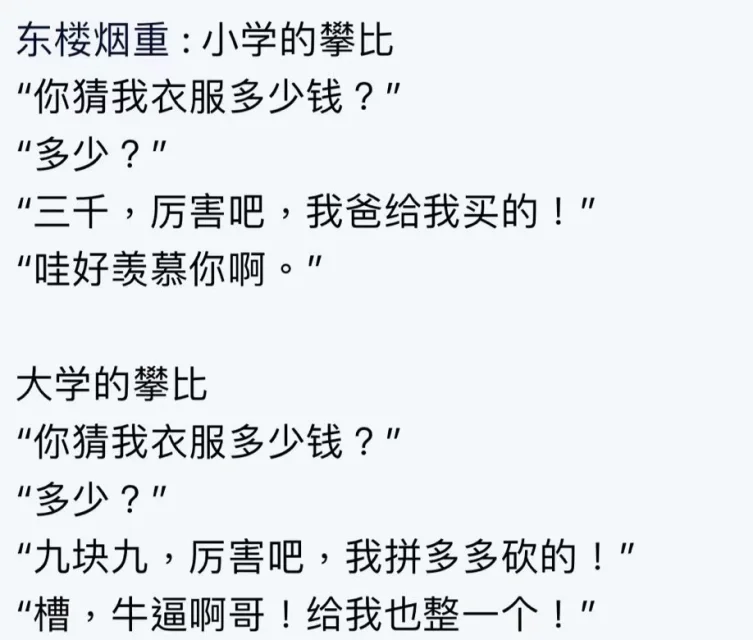 东楼烟重:小学的攀比
“你猜我衣服多少钱？”
“多少？”
“三千，厉害吧，我爸给我买的！”
“哇好羡慕你啊。”
大学的攀比
“你猜我衣服多少钱？”
“多少？”
“九块九，厉害吧，我拼多多砍的！”
“槽，牛逼啊哥！给我也整一个！”